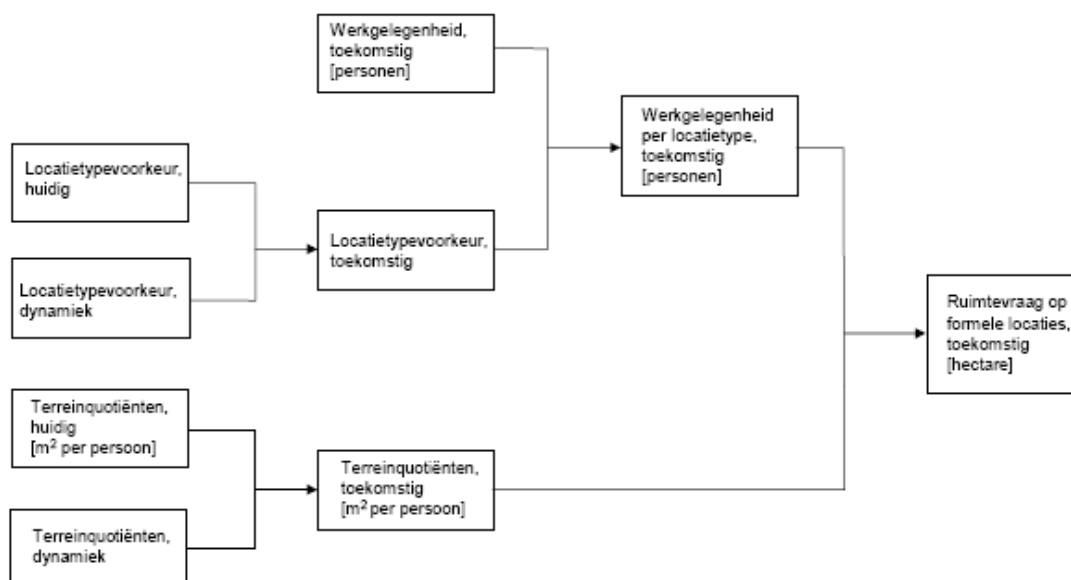 Werkgelegenheid,
toekomstig
[personen]
Werkgelegenheid
per locatietype,
toekomstig
[personen]
Locatietypevoorkeur,
huidig
Locatietypevoorkeur,
toekomstig
Locatietypevoorkeur,
dynamiek
Ruimtevraag op
formele locaties,
toekomstig
[hectare]
Terreinquotiënten,
huidig
[m² per persoon]
Terreinquotiënten,
toekomstig
[m² per persoon]
Terreinquotiënten,
dynamiek